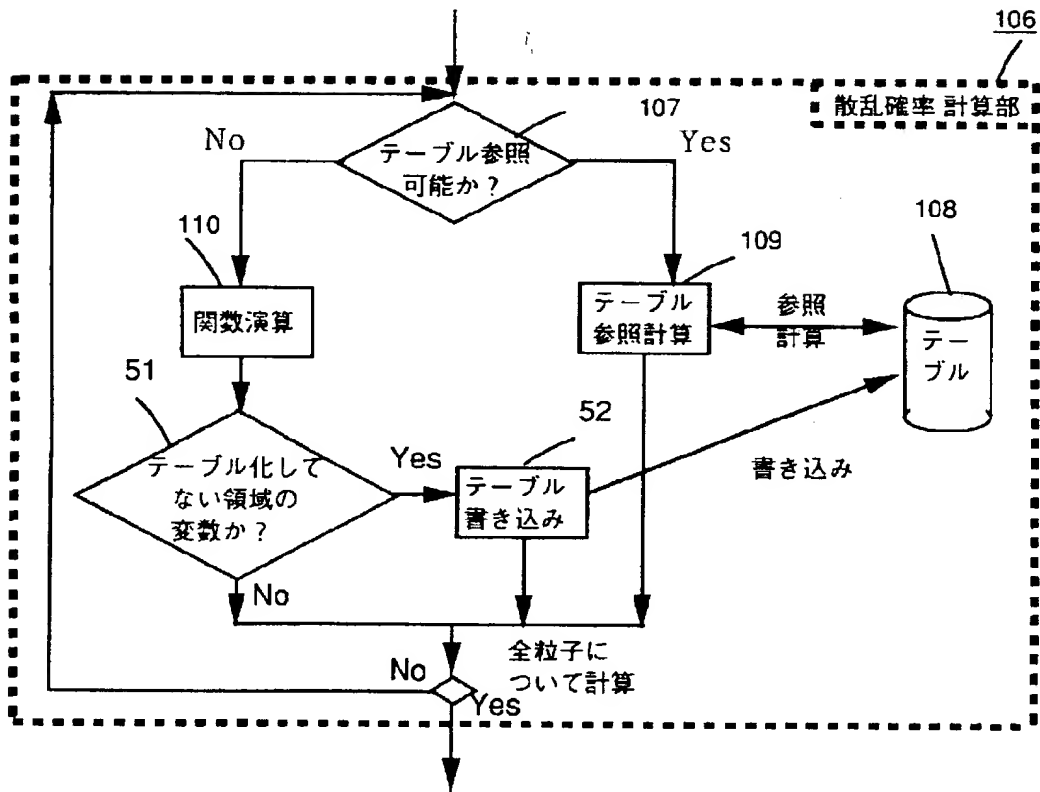 106
散乱確率 計算部
107
No
Yes
テーブル参照
可能か？
110
109
108
関数演算
テーブル
参照計算
参照
計算
テー
ブル
51
52
テーブル化して
ない領域の
変数か？
Yes
テーブル
書き込み
書き込み
No
全粒子に
ついて計算
No
Yes